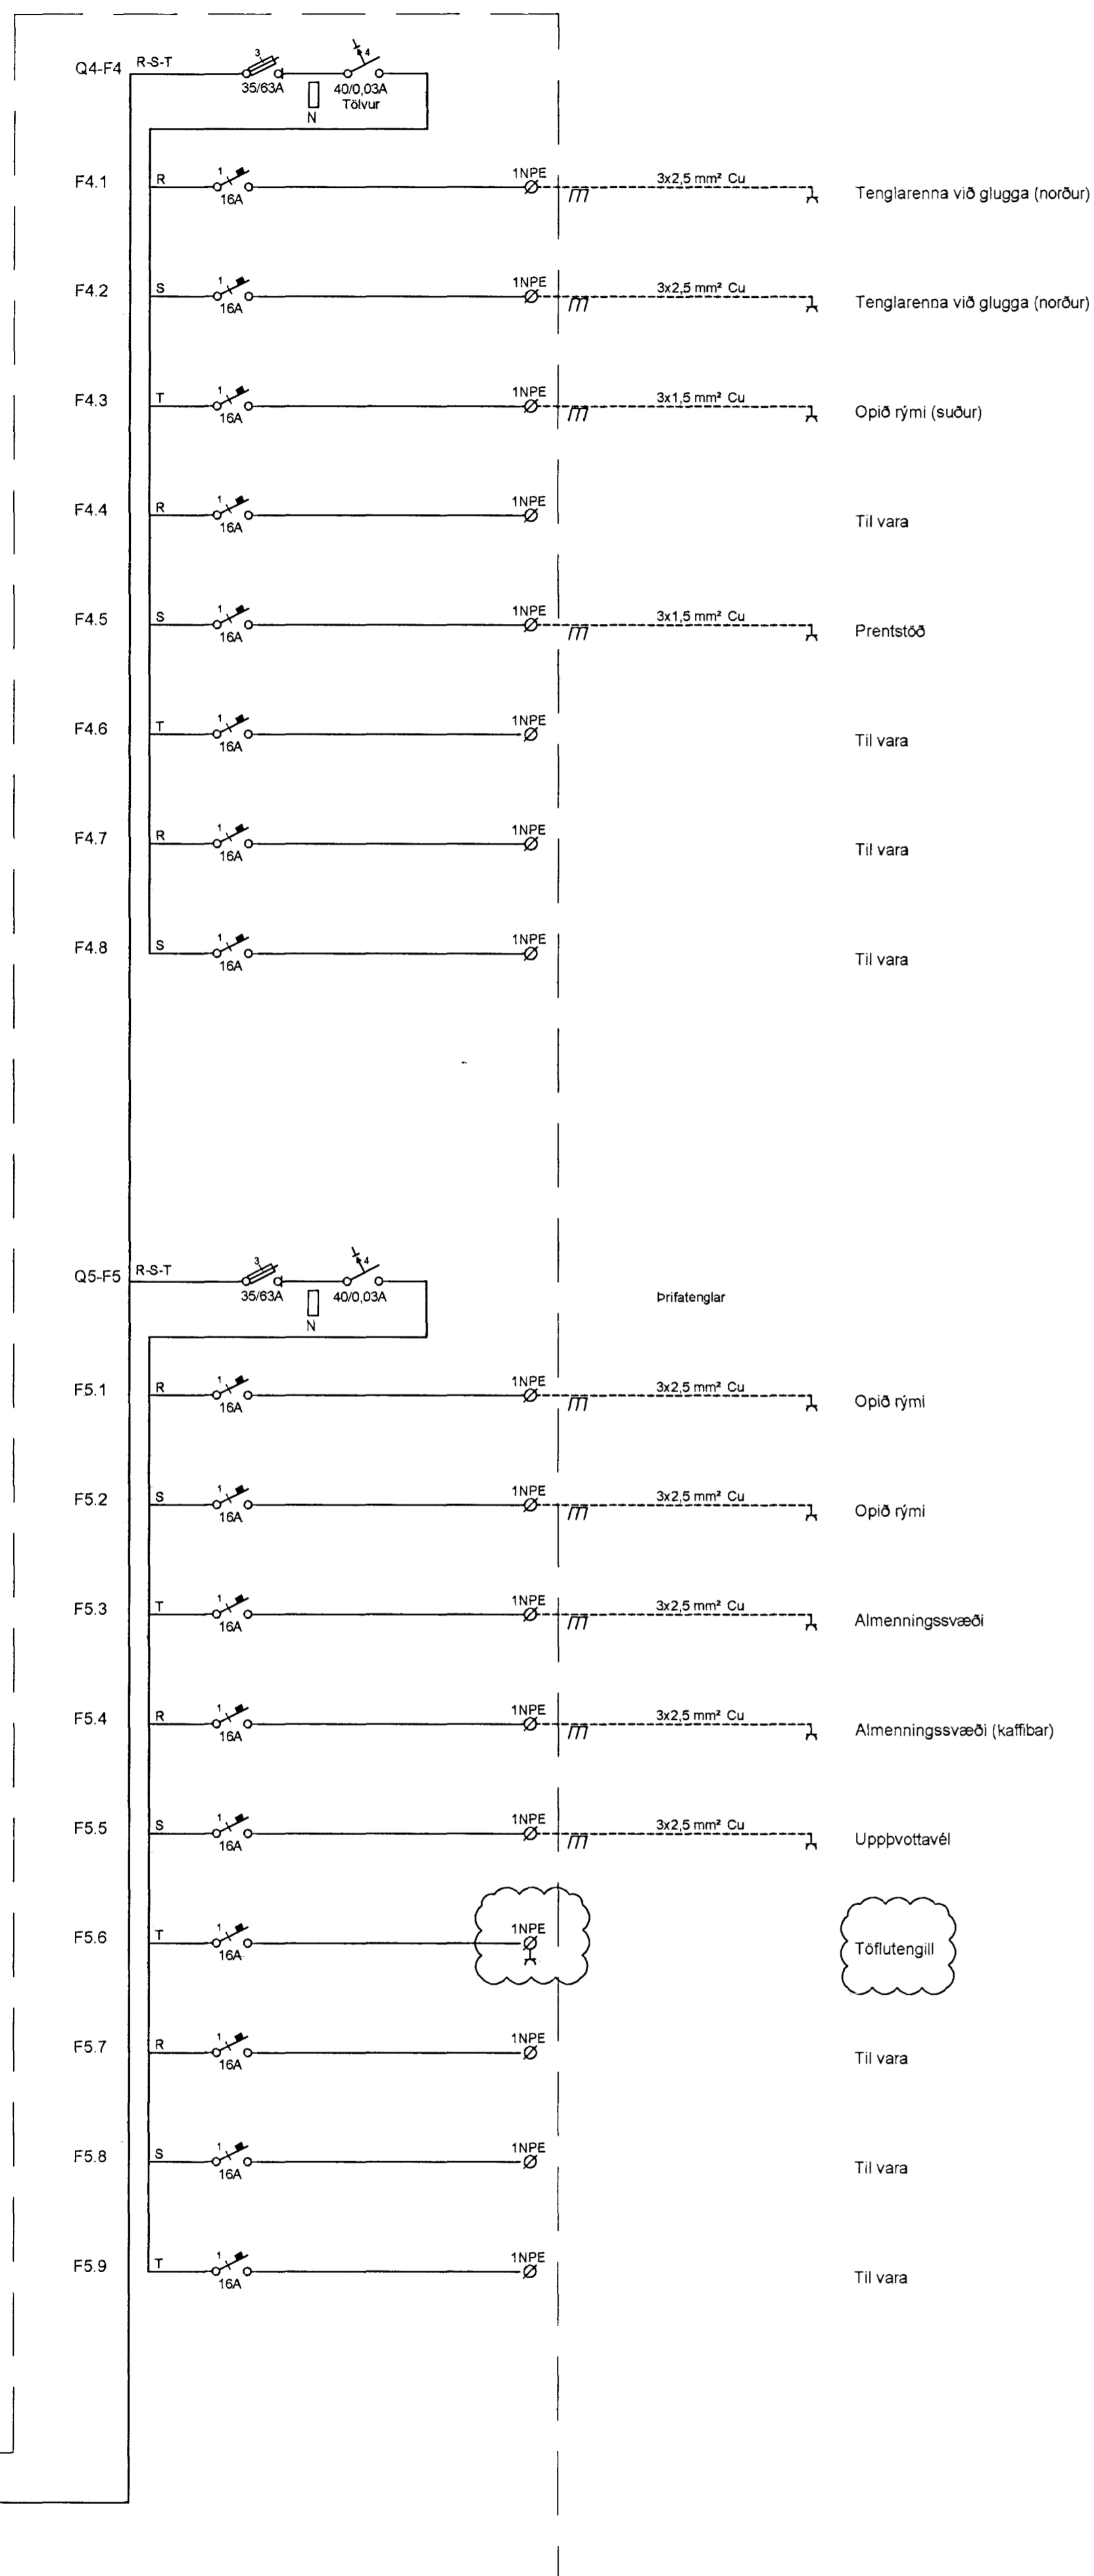 Q4-F4 R-S-T 3 4
35/63A 40/0,03A
Tölvur
N
F4.1 R 1 16A 1NPE 3x2,5 mm² Cu Tenglarenna við glugga (norður)
F4.2 S 1 16A 1NPE 3x2,5 mm² Cu Tenglarenna við glugga (norður)
F4.3 T 1 16A 1NPE 3x1,5 mm² Cu Opið rými (suður)
F4.4 R 1 16A 1NPE Til vara
F4.5 S 1 16A 1NPE 3x1,5 mm² Cu Prentstöð
F4.6 T 1 16A 1NPE Til vara
F4.7 R 1 16A 1NPE Til vara
F4.8 S 1 16A 1NPE Til vara
Q5-F5 R-S-T 3 4
35/63A 40/0,03A Þrifatenglar
N
F5.1 R 1 16A 1NPE 3x2,5 mm² Cu Opið rými
F5.2 S 1 16A 1NPE 3x2,5 mm² Cu Opið rými
F5.3 T 1 16A 1NPE 3x2,5 mm² Cu Almenningssvæði
F5.4 R 1 16A 1NPE 3x2,5 mm² Cu Almenningssvæði (kaffibar)
F5.5 S 1 16A 1NPE 3x2,5 mm² Cu Uppþvottavél
F5.6 T 1 16A 1NPE Töflutengill
F5.7 R 1 16A 1NPE Til vara
F5.8 S 1 16A 1NPE Til vara
F5.9 T 1 16A 1NPE Til vara